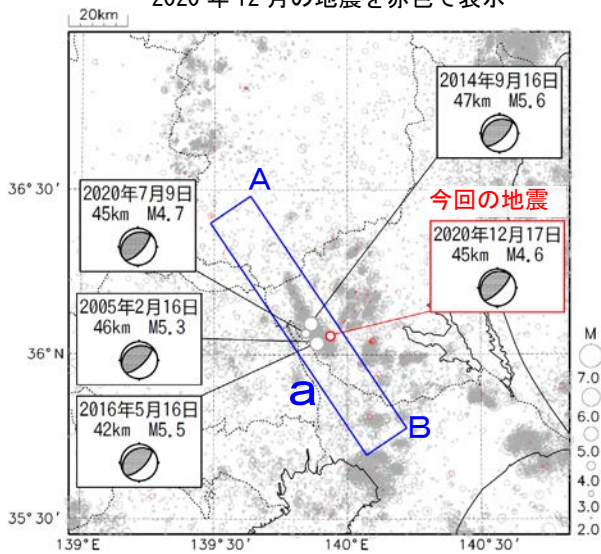 2020 年 12 月の地震を赤色で表示
20km
2014年9月16日
47km M5.6
A
36°30′
今回の地震
2020年7月9日
45km M4.7
2020年12月17日
45km M4.6
2005年2月16日
46km M5.3
36°N
M
7.0
6.0
5.0
4.0
3.0
2.0
a
2016年5月16日
42km M5.5
B
35°30′
139°E
139°30′
140°00′
140°30′